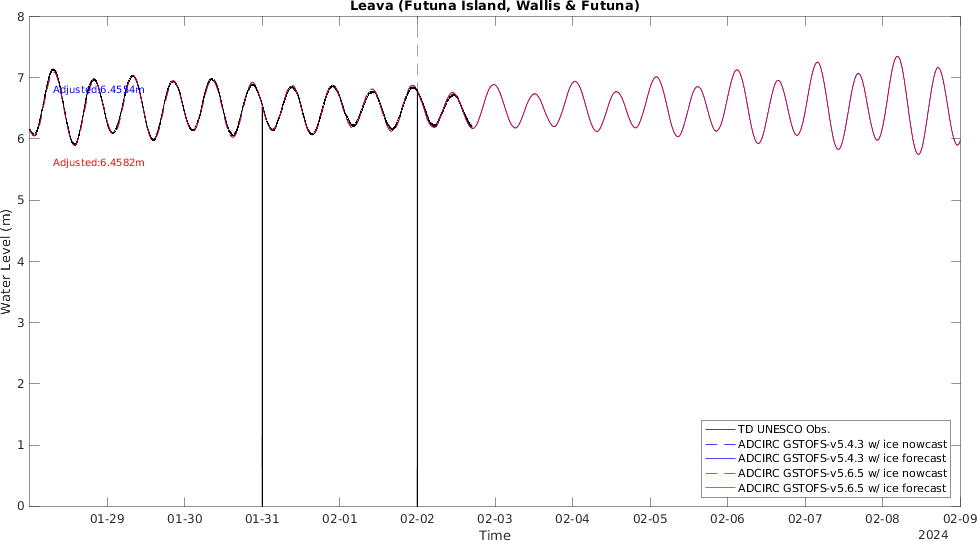 Leava (Futuna Island, Wallis & Futuna)
8
7
6
5
4
3
2
1
0
Water Level (m)
Adjusted:6.4554m
Adjusted:6.4582m
TD UNESCO Obs.
ADCIRC GSTOFS-v5.4.3 w/ ice nowcast
ADCIRC GSTOFS-v5.4.3 w/ ice forecast
ADCIRC GSTOFS-v5.6.5 w/ ice nowcast
ADCIRC GSTOFS-v5.6.5 w/ ice forecast
01-29 01-30 01-31 02-01 02-02 02-03 02-04 02-05 02-06 02-07 02-08 02-09
Time
2024